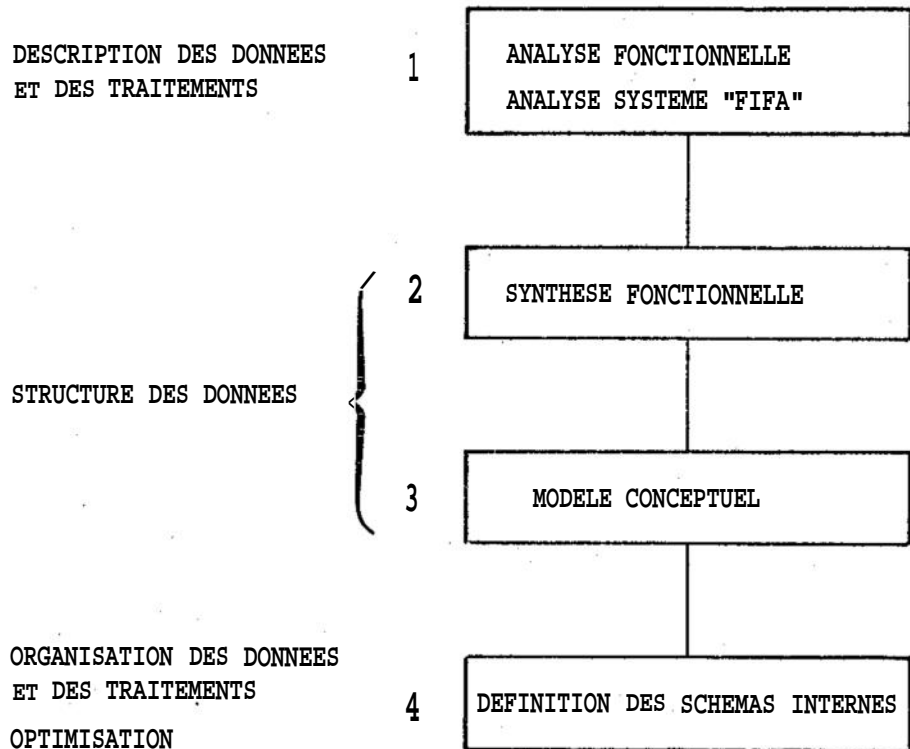 DESCRIPTION DES DONNEES
ET DES TRAITEMENTS
1
ANALYSE FONCTIONNELLE
ANALYSE SYSTEME "FIFA"
2
SYNTHESE FONCTIONNELLE
STRUCTURE DES DONNEES
3
MODELE CONCEPTUEL
ORGANISATION DES DONNEES
ET DES TRAITEMENTS
OPTIMISATION
4
DEFINITION DES SCHEMAS INTERNES